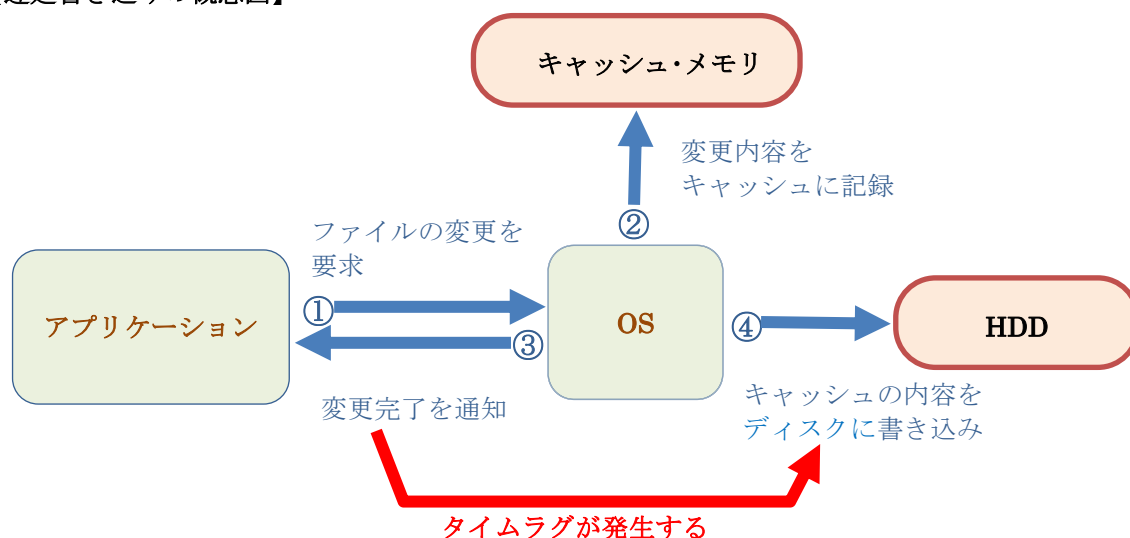 キャッシュ・メモリ
変更内容を
キャッシュに記録
②
ファイルの変更を
要求
アプリケーション
①
OS
③
④
HDD
変更完了を通知
キャッシュの内容を
ディスクに書き込み
タイムラグが発生する